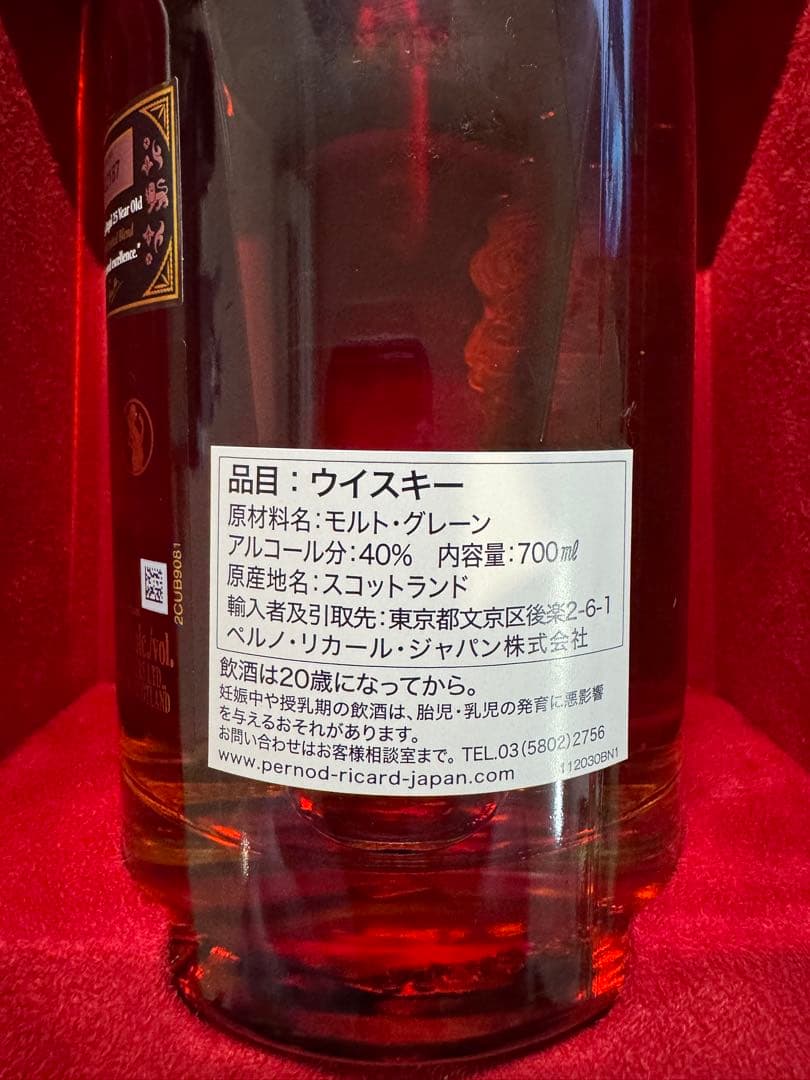 25 Year Old
Blend
excellence."
2CUB9081
./vol.
品目：ウイスキー
原材料名：モルト・グレーン
アルコール分：40%　内容量：700㎖
原産地名：スコットランド
輸入者及引取先：東京都文京区後楽2-6-1
ペルノ・リカール・ジャパン株式会社
飲酒は20歳になってから。
妊娠中や授乳期の飲酒は、胎児・乳児の発育に悪影響
を与えるおそれがあります。
お問い合わせはお客様相談室まで。TEL.03(5802)2756
www.pernod-ricard-japan.com
112030BN1